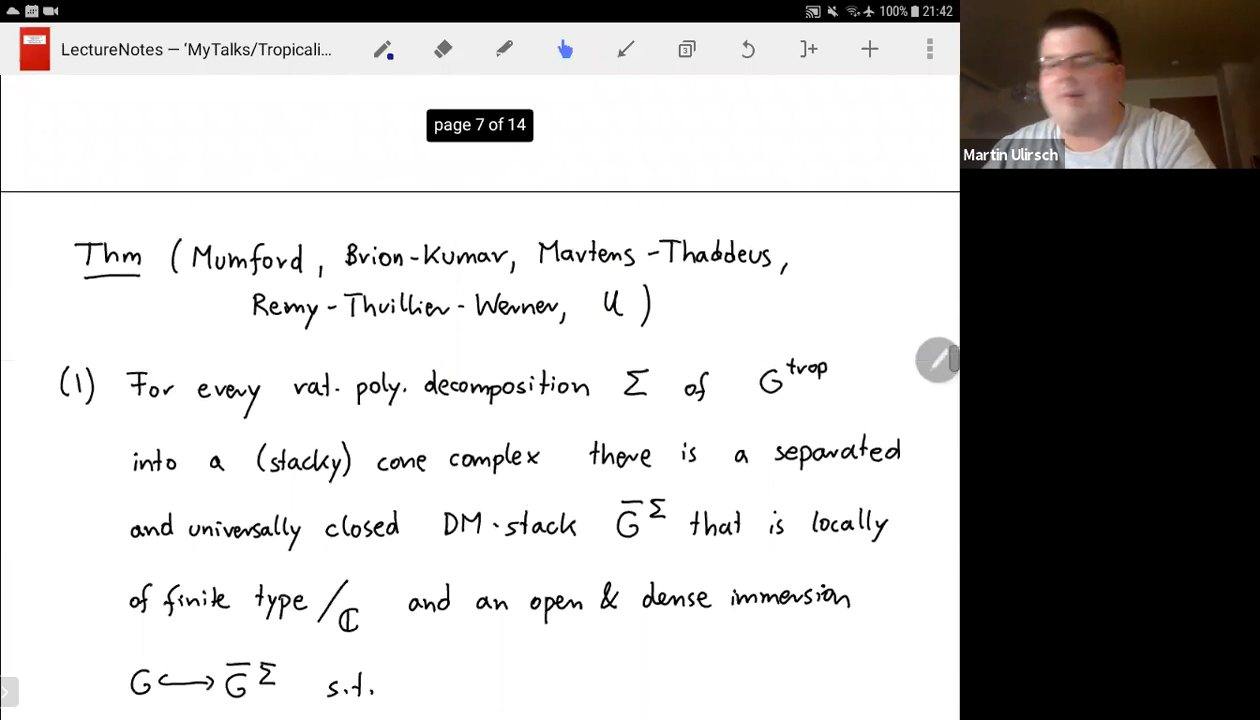 100% 21:42
LectureNotes — ‘MyTalks/Tropicali...
page 7 of 14
Martin Ulirsch
Thm (Mumford, Brion-Kumar, Martens-Thaddeus,
Remy-Thuillier-Werner, U)
(1) For every rat. poly. decomposition Σ of G^trop
into a (stacky) cone complex there is a separated
and universally closed DM-stack G̅^Σ that is locally
of finite type /ℂ and an open & dense immersion
G ↪ G̅^Σ s.t.